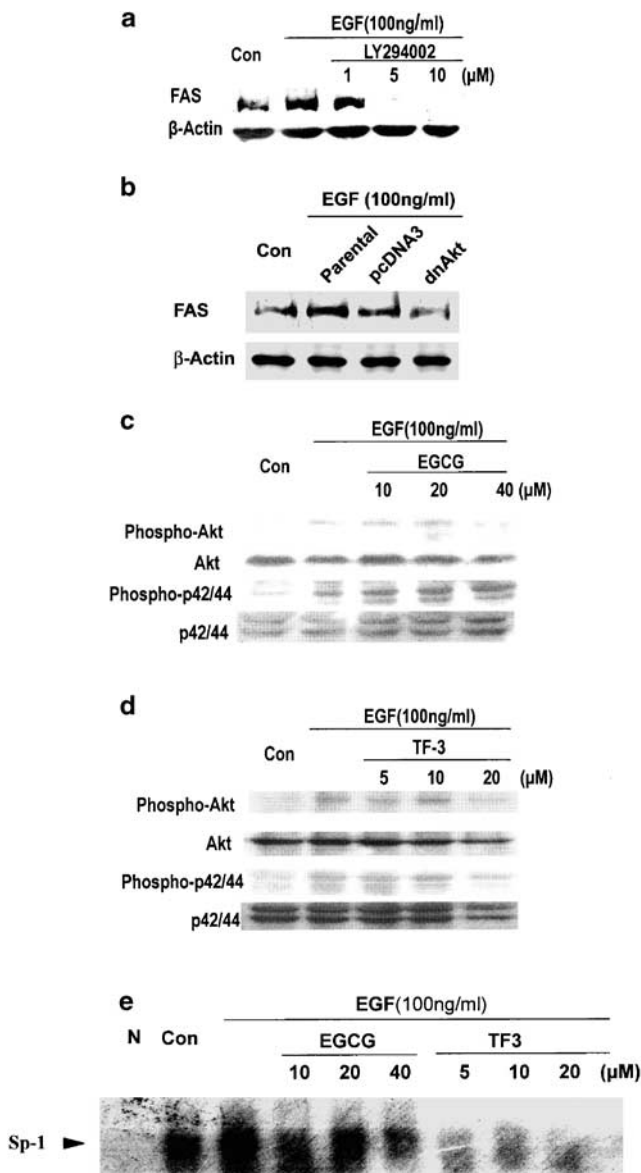 a
EGF(100ng/ml)
Con
LY294002
1 5 10 (μM)
FAS
β-Actin
b
EGF (100ng/ml)
Con
Parental
pcDNA3
dnAkt
FAS
β-Actin
c
EGF(100ng/ml)
Con
EGCG
10 20 40 (μM)
Phospho-Akt
Akt
Phospho-p42/44
p42/44
d
EGF(100ng/ml)
Con
TF-3
5 10 20 (μM)
Phospho-Akt
Akt
Phospho-p42/44
p42/44
e
EGF(100ng/ml)
N Con
EGCG TF3
10 20 40 5 10 20 (μM)
Sp-1